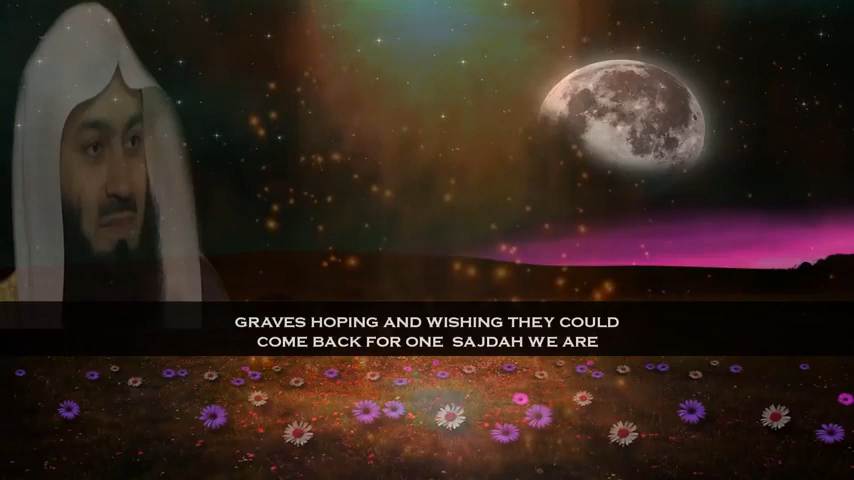 GRAVES HOPING AND WISHING THEY COULD
COME BACK FOR ONE SAJDAH WE ARE